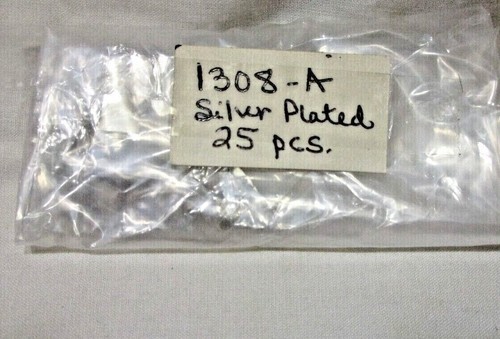 1308-A
Silver Plated
25 pcs.